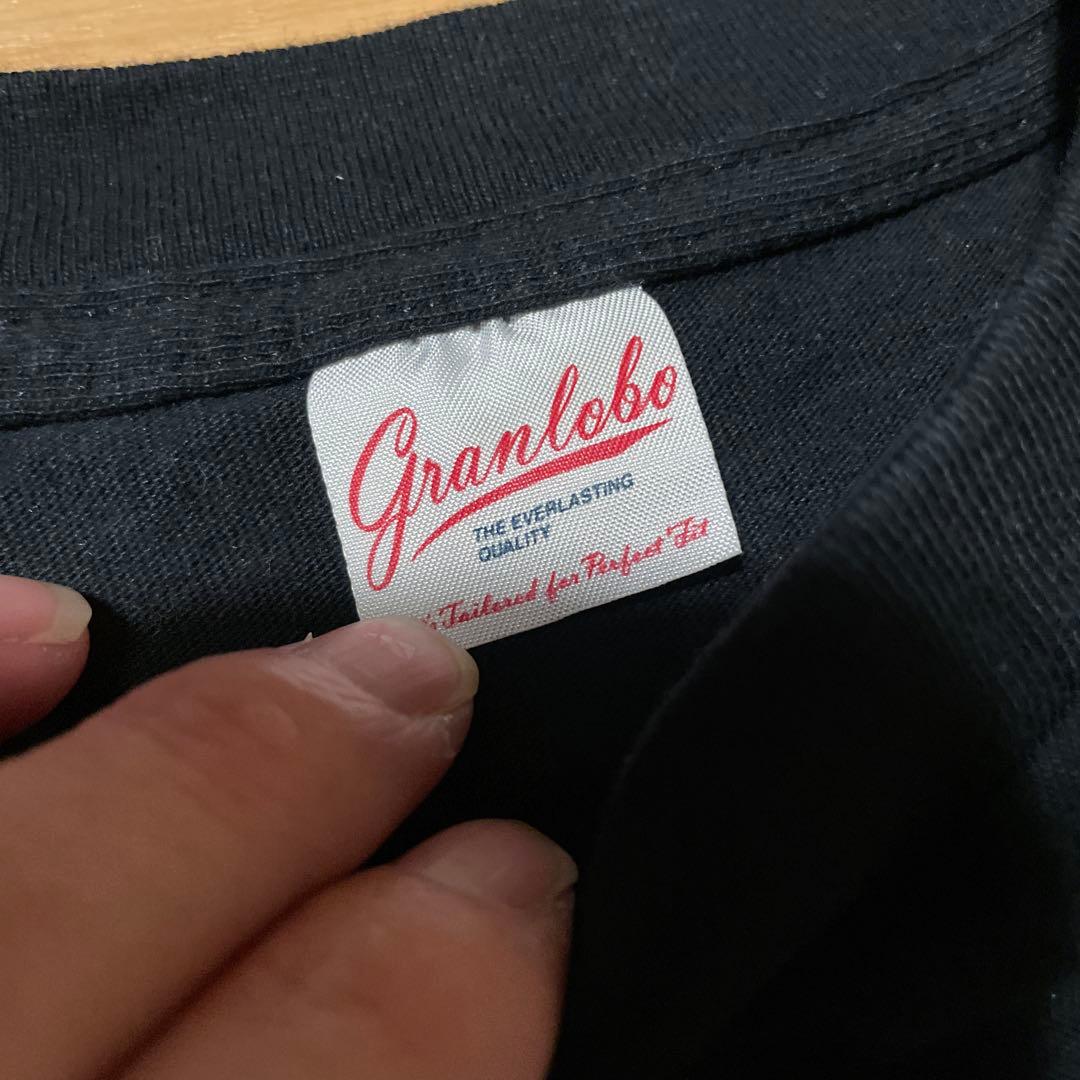 Granlobo
THE EVERLASTING
QUALITY
Tailored for Perfect Fit